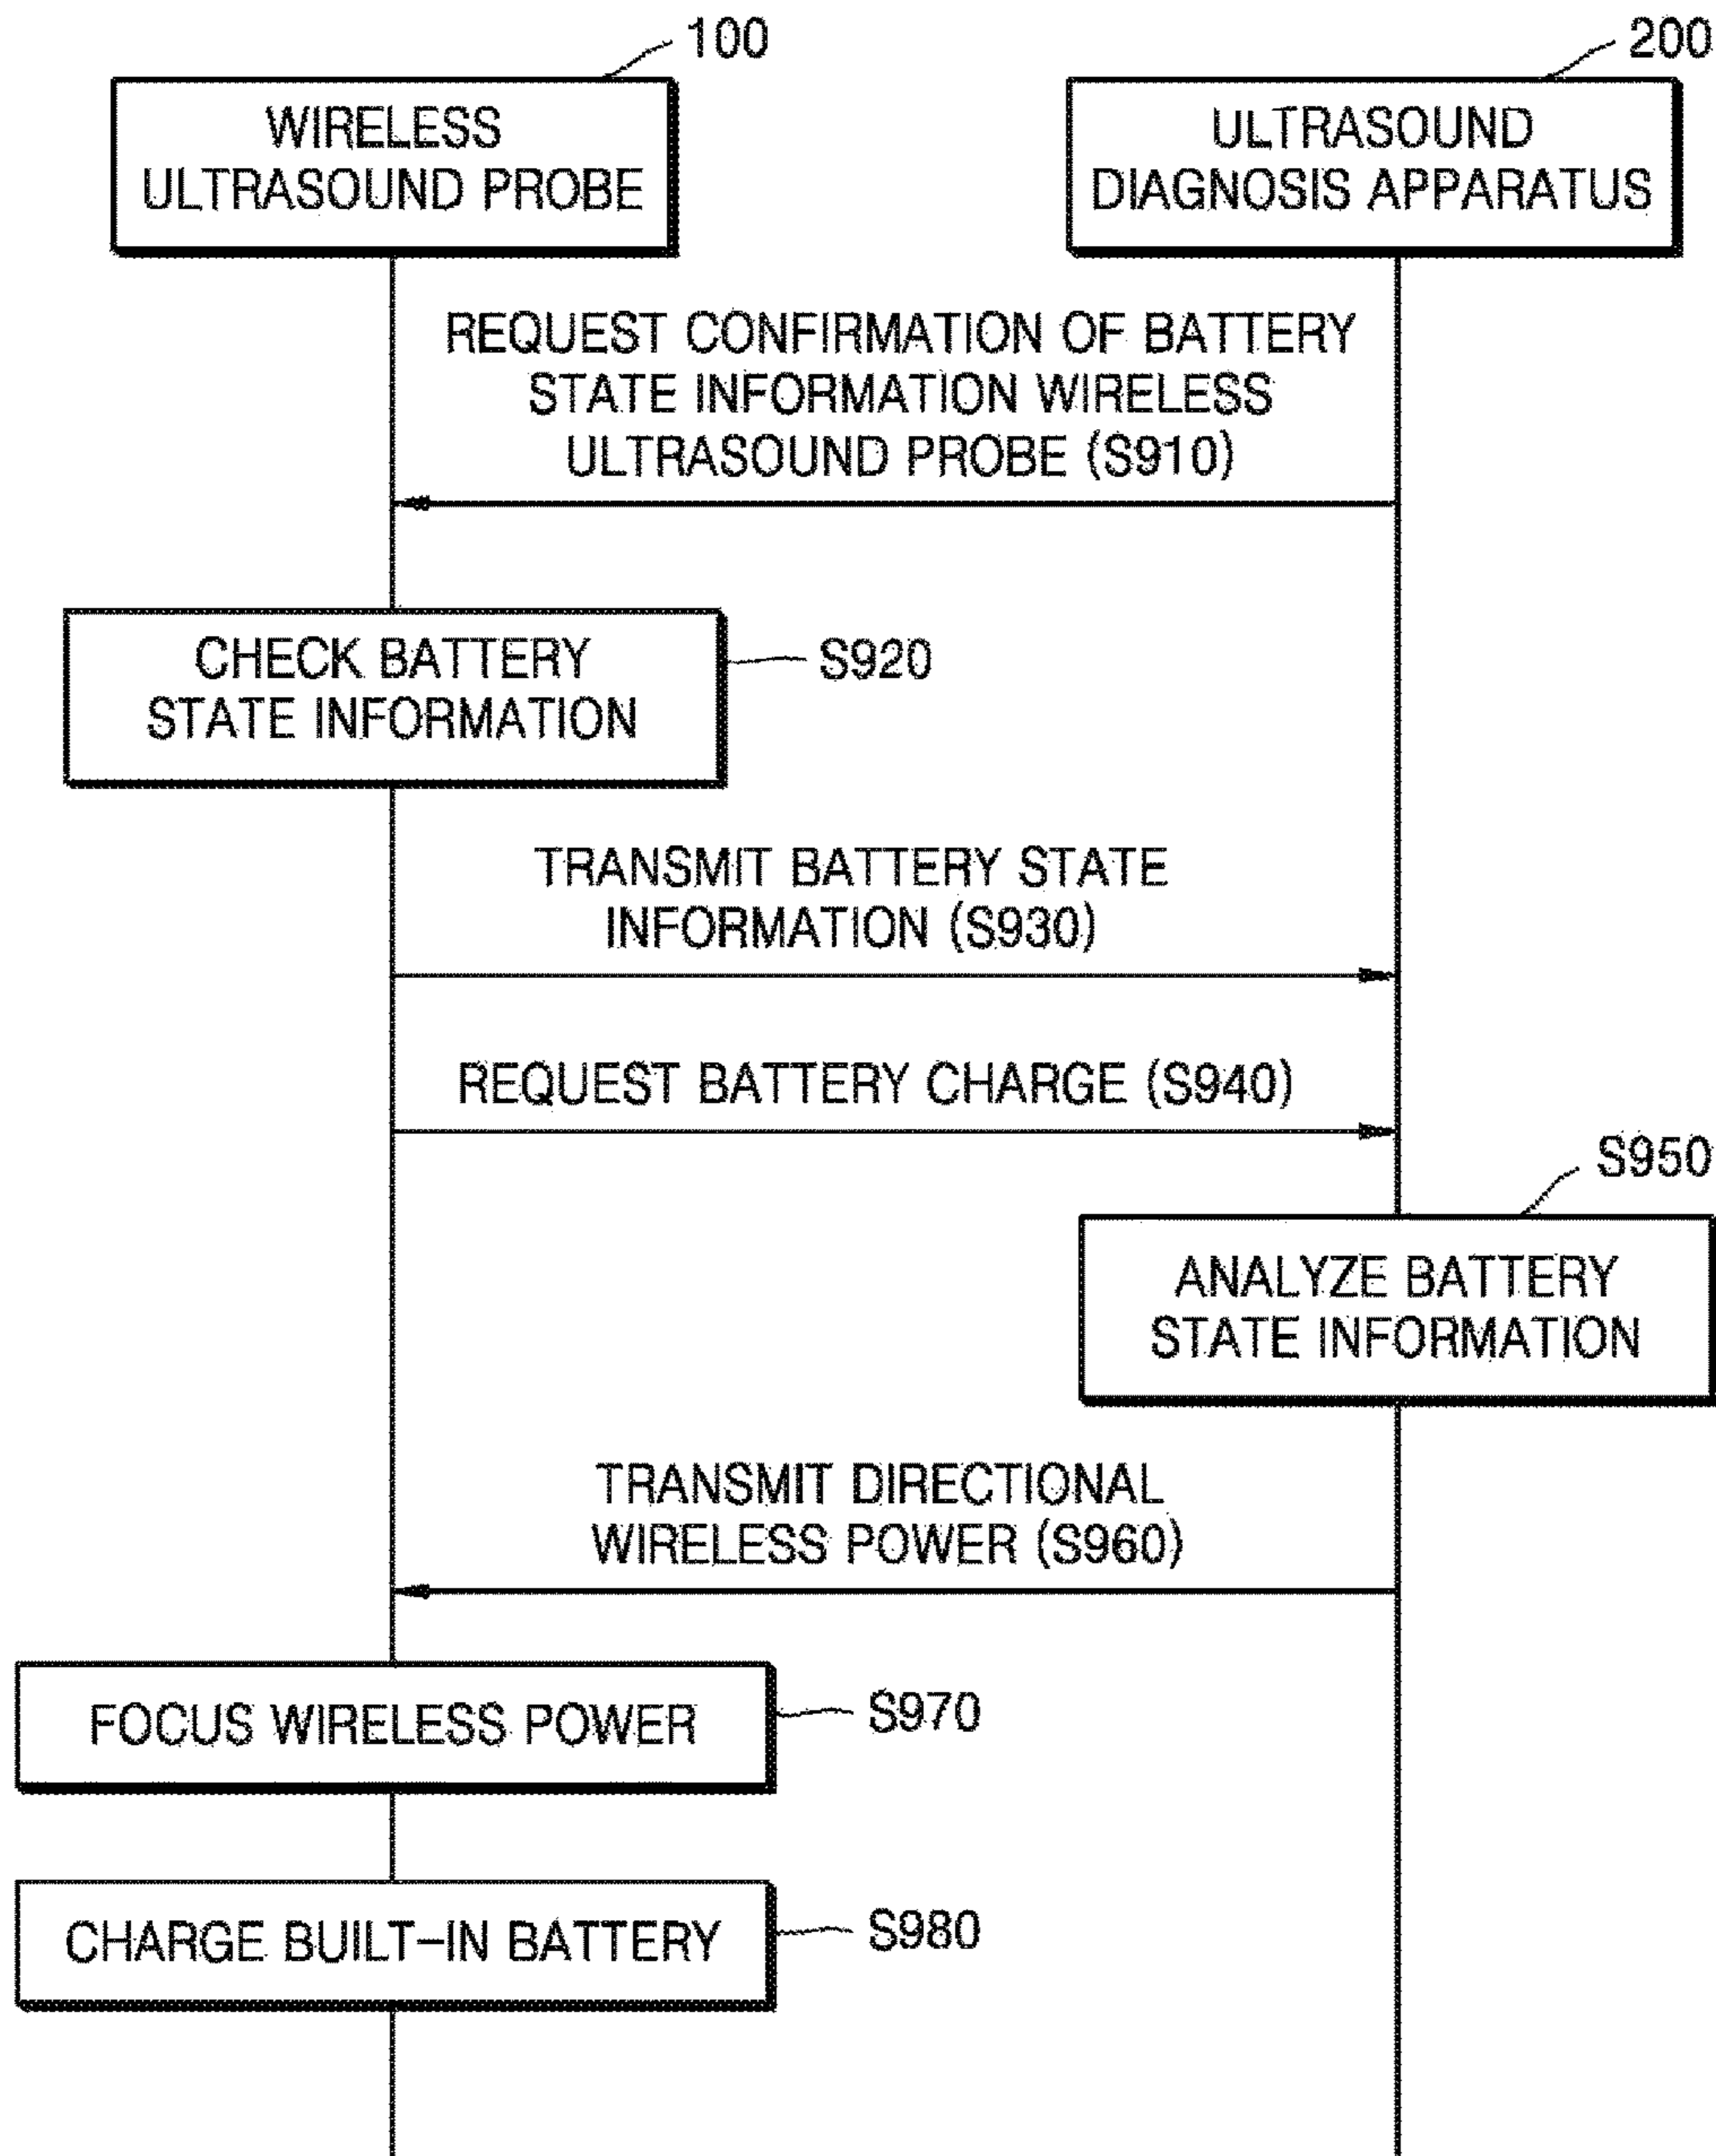 100
200
WIRELESS
ULTRASOUND PROBE
ULTRASOUND
DIAGNOSIS APPARATUS
REQUEST CONFIRMATION OF BATTERY
STATE INFORMATION WIRELESS
ULTRASOUND PROBE (S910)
CHECK BATTERY
STATE INFORMATION
S920
TRANSMIT BATTERY STATE
INFORMATION (S930)
REQUEST BATTERY CHARGE (S940)
S950
ANALYZE BATTERY
STATE INFORMATION
TRANSMIT DIRECTIONAL
WIRELESS POWER (S960)
FOCUS WIRELESS POWER
S970
CHARGE BUILT-IN BATTERY
S980